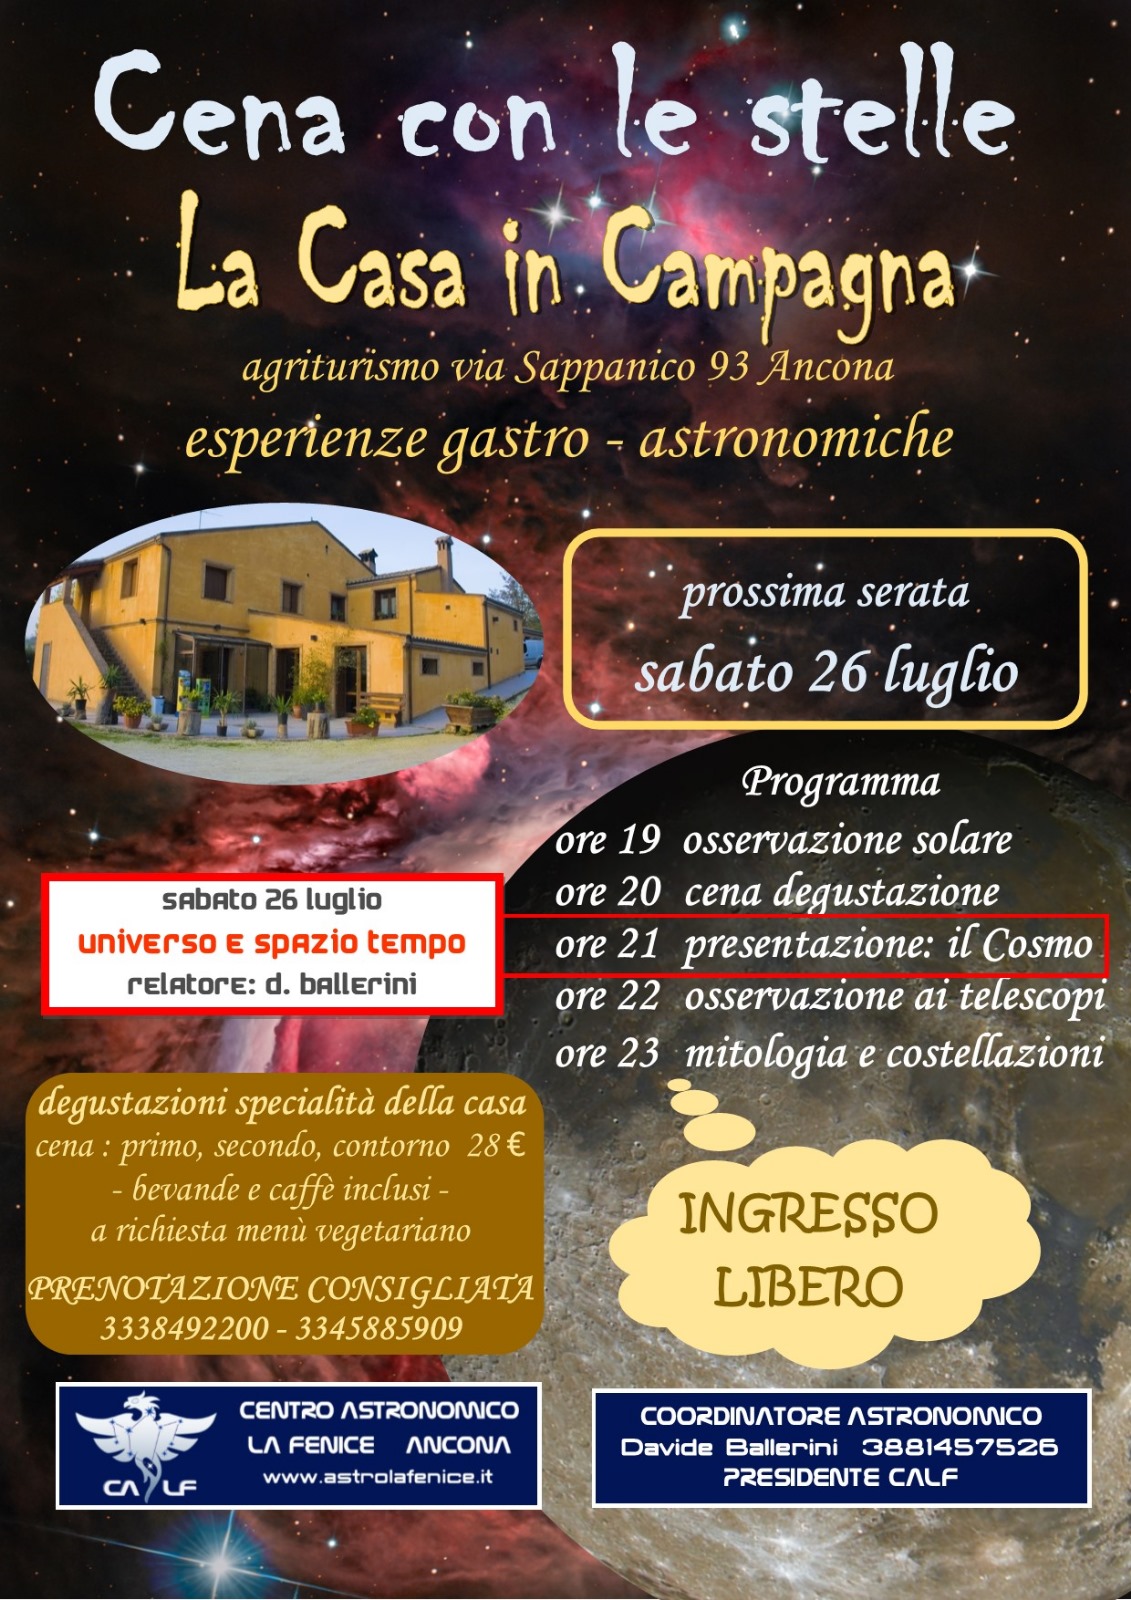 Cena con le stelle
La Casa in Campagna
agriturismo via Sappanico 93 Ancona
esperienze gastro - astronomiche
prossima serata
sabato 26 luglio
Programma
ore 19 osservazione solare
ore 20 cena degustazione
ore 21 presentazione: il Cosmo
ore 22 osservazione ai telescopi
ore 23 mitologia e costellazioni
sabato 26 luglio
universo e spazio tempo
relatore: d. ballerini
degustazioni specialità della casa
cena : primo, secondo, contorno 28 €
- bevande e caffè inclusi -
a richiesta menù vegetariano
PRENOTAZIONE CONSIGLIATA
3338492200 - 3345885909
INGRESSO
LIBERO
CENTRO ASTRONOMICO
LA FENICE ANCONA
www.astrolafenice.it
CALF
COORDINATORE ASTRONOMICO
Davide Ballerini 3881457526
PRESIDENTE CALF